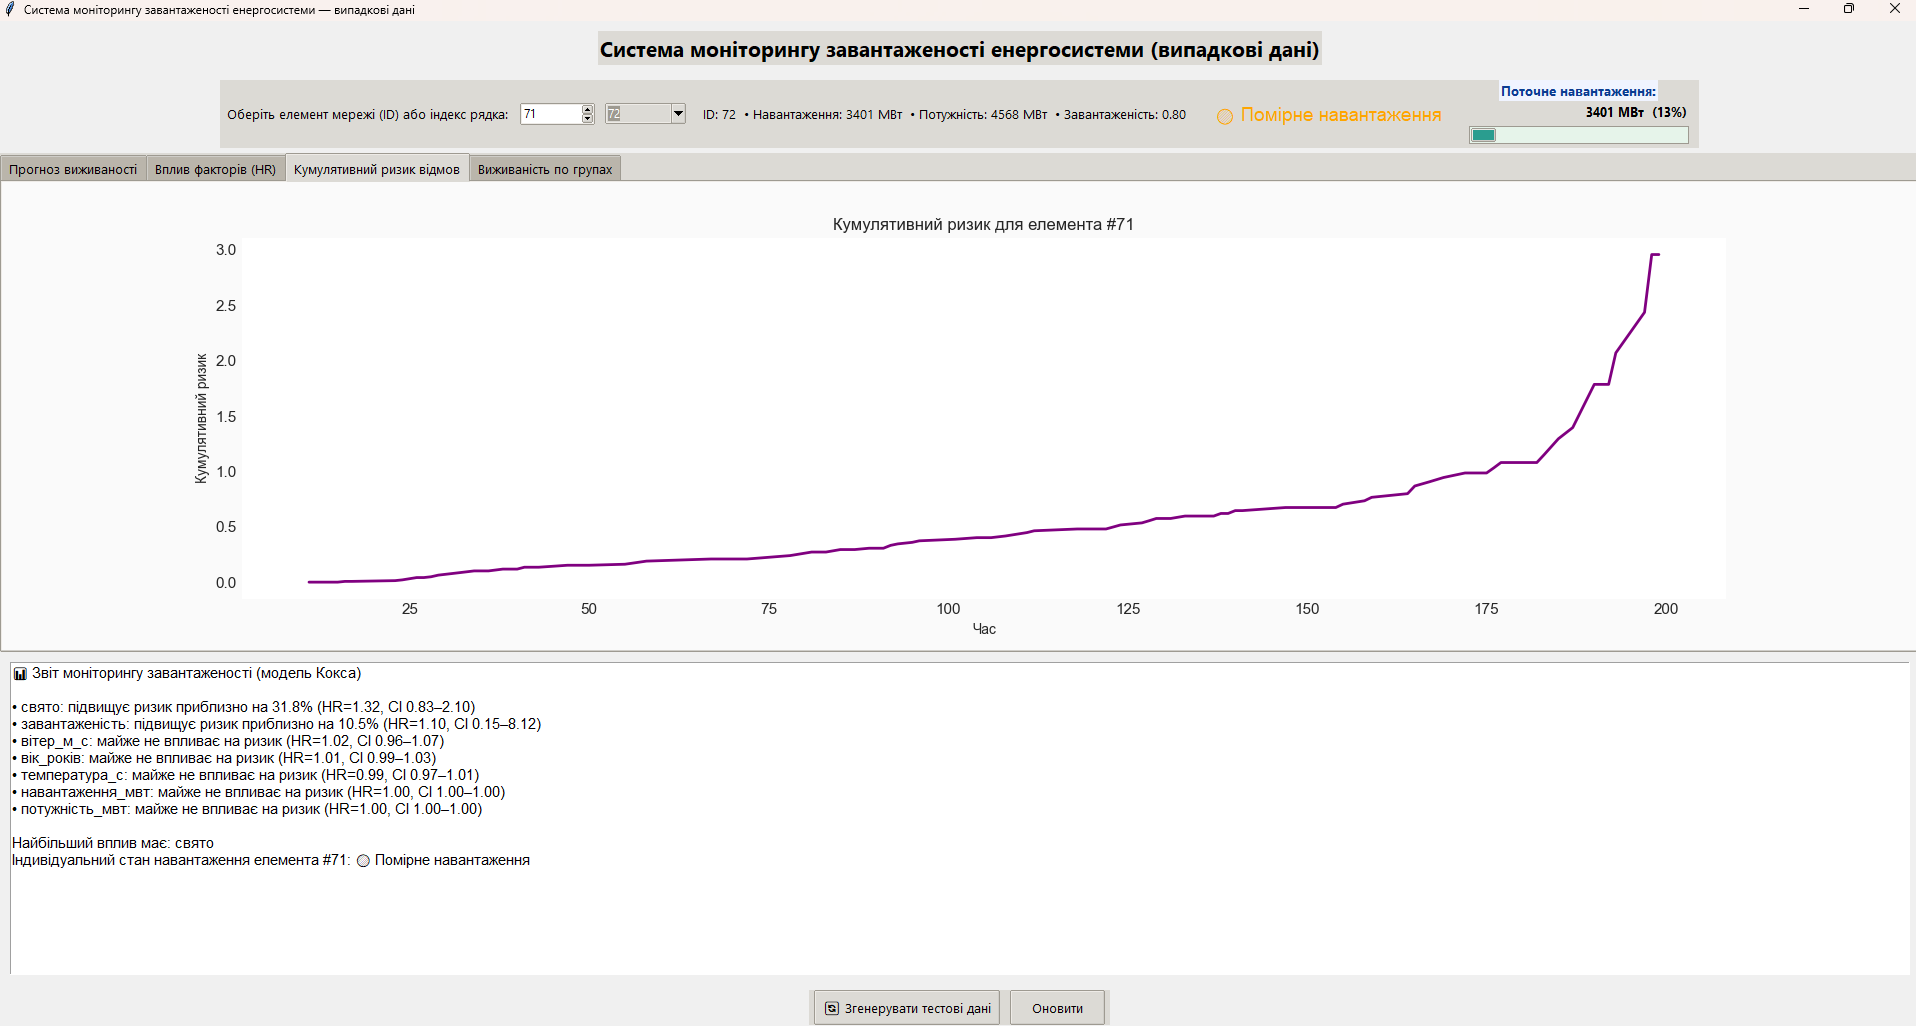 Система моніторингу завантаженості енергосистеми — випадкові дані
Система моніторингу завантаженості енергосистеми (випадкові дані)
Оберіть елемент мережі (ID) або індекс рядка: 71 72 ID: 72 • Навантаження: 3401 МВт • Потужність: 4568 МВт • Завантаженість: 0.80 Помірне навантаження
Поточне навантаження:
3401 МВт (13%)
Прогноз виживаності Вплив факторів (HR) Кумулятивний ризик відмов Виживаність по групах
Кумулятивний ризик для елемента #71
3.0
2.5
2.0
1.5
1.0
0.5
0.0
Кумулятивний ризик
25 50 75 100 125 150 175 200
Час
Звіт моніторингу завантаженості (модель Кокса)
• свято: підвищує ризик приблизно на 31.8% (HR=1.32, CI 0.83–2.10)
• завантаженість: підвищує ризик приблизно на 10.5% (HR=1.10, CI 0.15–8.12)
• вітер_м_с: майже не впливає на ризик (HR=1.02, CI 0.96–1.07)
• вік_років: майже не впливає на ризик (HR=1.01, CI 0.99–1.03)
• температура_с: майже не впливає на ризик (HR=0.99, CI 0.97–1.01)
• навантаження_мвт: майже не впливає на ризик (HR=1.00, CI 1.00–1.00)
• потужність_мвт: майже не впливає на ризик (HR=1.00, CI 1.00–1.00)
Найбільший вплив має: свято
Індивідуальний стан навантаження елемента #71: Помірне навантаження
Згенерувати тестові дані Оновити